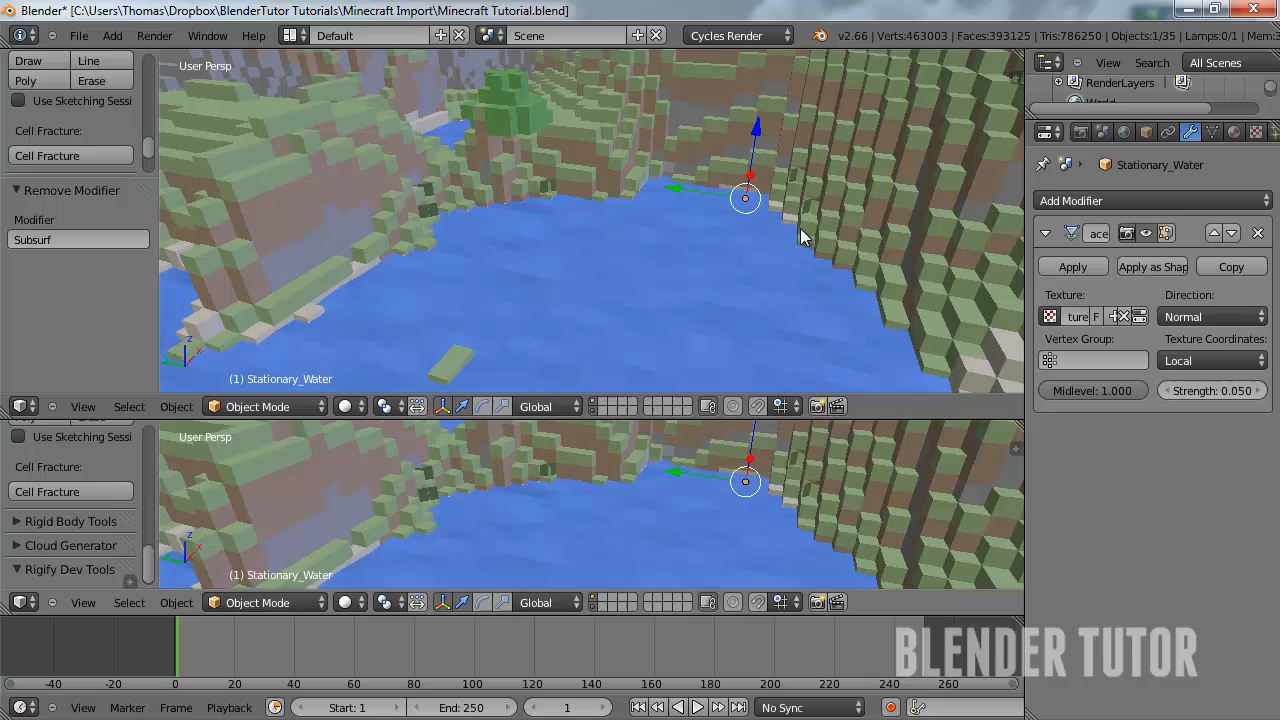 Blender* [C:\Users\Thomas\Dropbox\BlenderTutor Tutorials\Minecraft Import\Minecraft Tutorial.blend]
File Add Render Window Help Default Scene Cycles Render v2.66 | Verts:463003 | Faces:393125 | Tris:786250 | Objects:1/35 | Lamps:0/1 | Mem:3
Draw Line
Poly Erase
Use Sketching Sessi
Cell Fracture:
Cell Fracture
Remove Modifier
Modifier
Subsurf
User Persp
(1) Stationary_Water
View Select Object Object Mode Global
Use Sketching Sessi
Cell Fracture:
Cell Fracture
Rigid Body Tools
Cloud Generator
Rigify Dev Tools
User Persp
(1) Stationary_Water
View Select Object Object Mode Global
View Search All Scenes
RenderLayers
World
Stationary_Water
Add Modifier
ace
Apply Apply as Shap Copy
Texture: Direction:
ture F Normal
Vertex Group: Texture Coordinates:
Local
Midlevel: 1.000 Strength: 0.050
BLENDER TUTOR
-40 -20 0 20 40 60 80 100 120 140 160 180 200 220 240 260
View Marker Frame Playback Start: 1 End: 250 1 No Sync